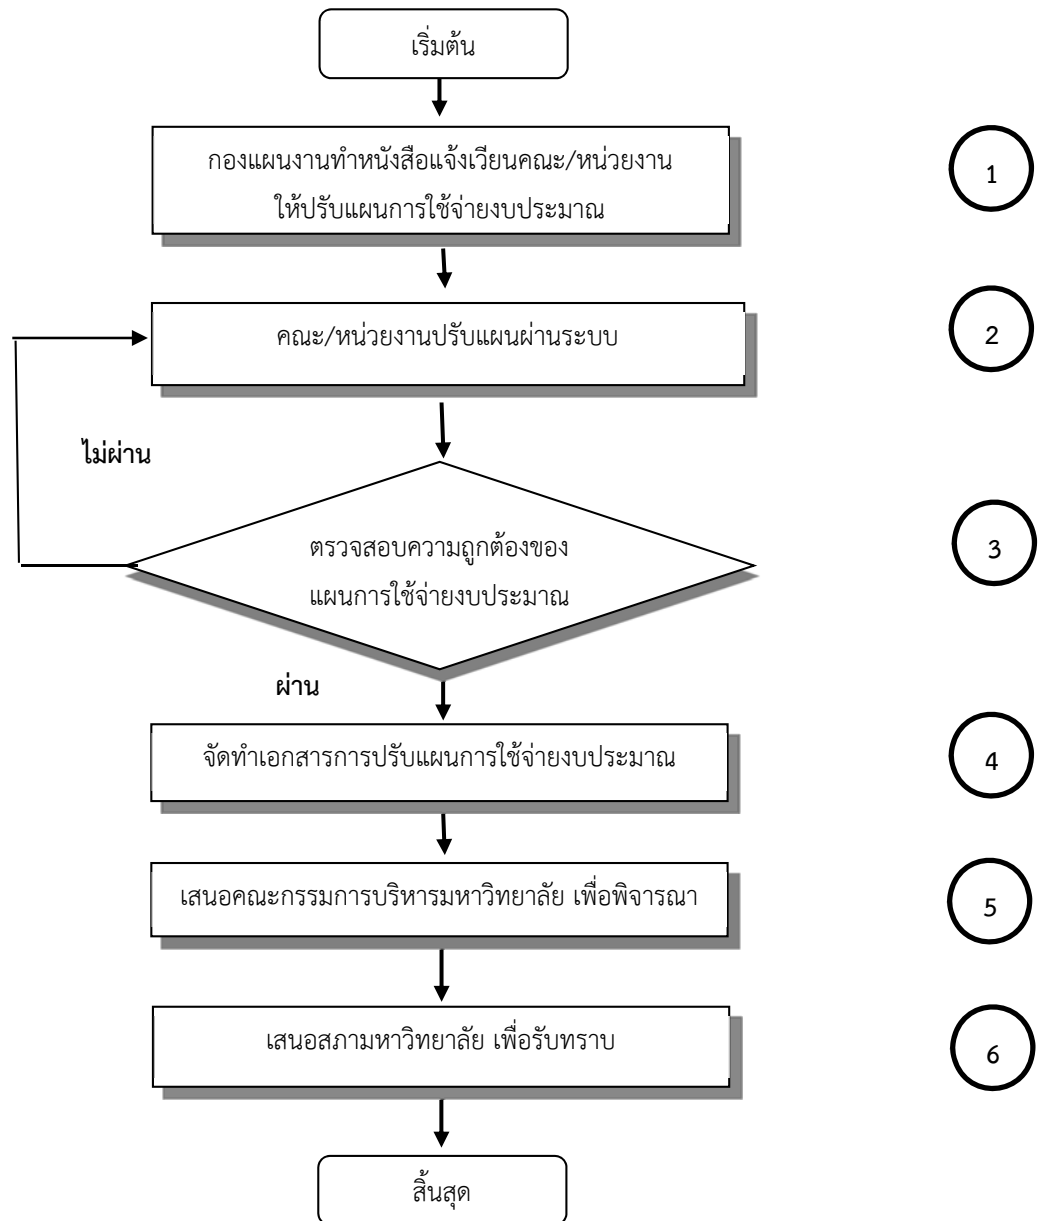 เริ่มต้น
กองแผนงานทำหนังสือแจ้งเวียนคณะ/หน่วยงาน
ให้ปรับแผนการใช้จ่ายงบประมาณ
1
คณะ/หน่วยงานปรับแผนผ่านระบบ
2
ไม่ผ่าน
ตรวจสอบความถูกต้องของ
แผนการใช้จ่ายงบประมาณ
3
ผ่าน
จัดทำเอกสารการปรับแผนการใช้จ่ายงบประมาณ
4
เสนอคณะกรรมการบริหารมหาวิทยาลัย เพื่อพิจารณา
5
เสนอสภามหาวิทยาลัย เพื่อรับทราบ
6
สิ้นสุด